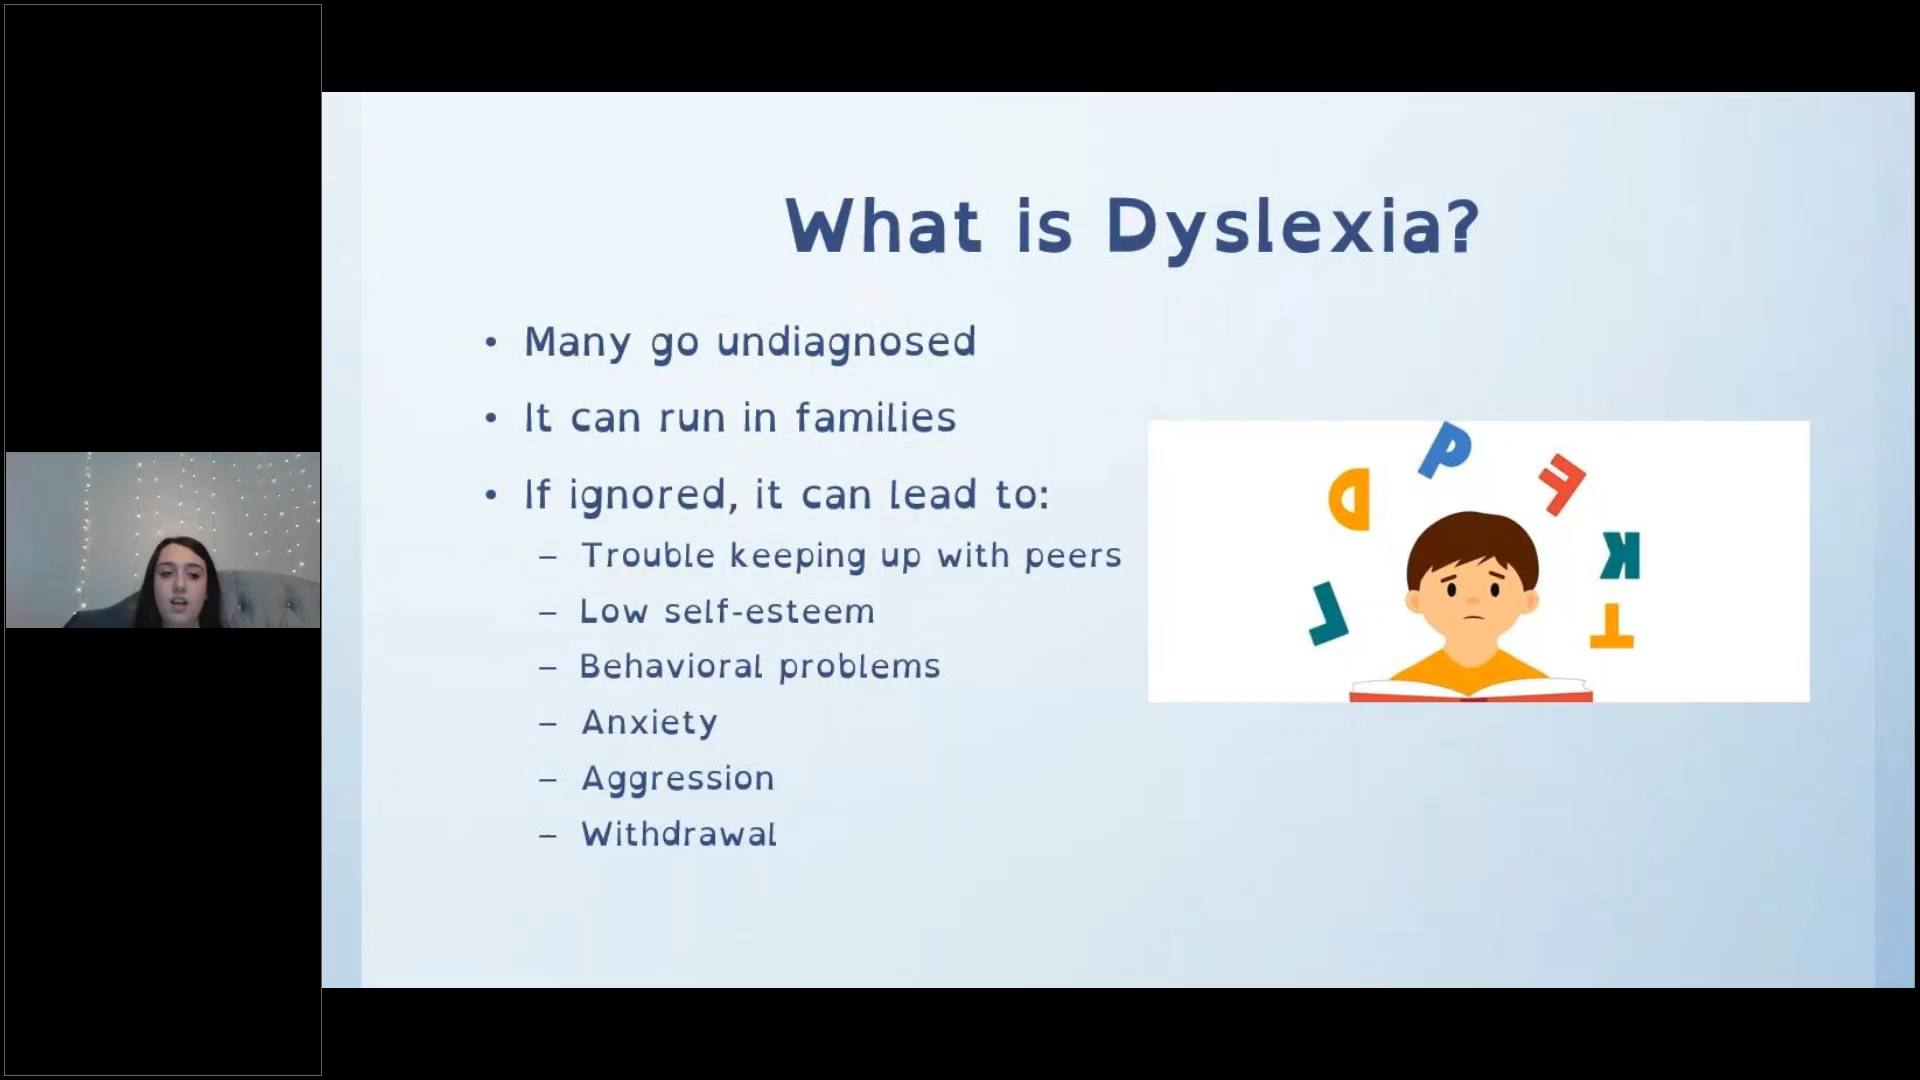 What is Dyslexia?
• Many go undiagnosed
• It can run in families
• If ignored, it can lead to:
– Trouble keeping up with peers
– Low self-esteem
– Behavioral problems
– Anxiety
– Aggression
– Withdrawal
P
D
F
K
L
T